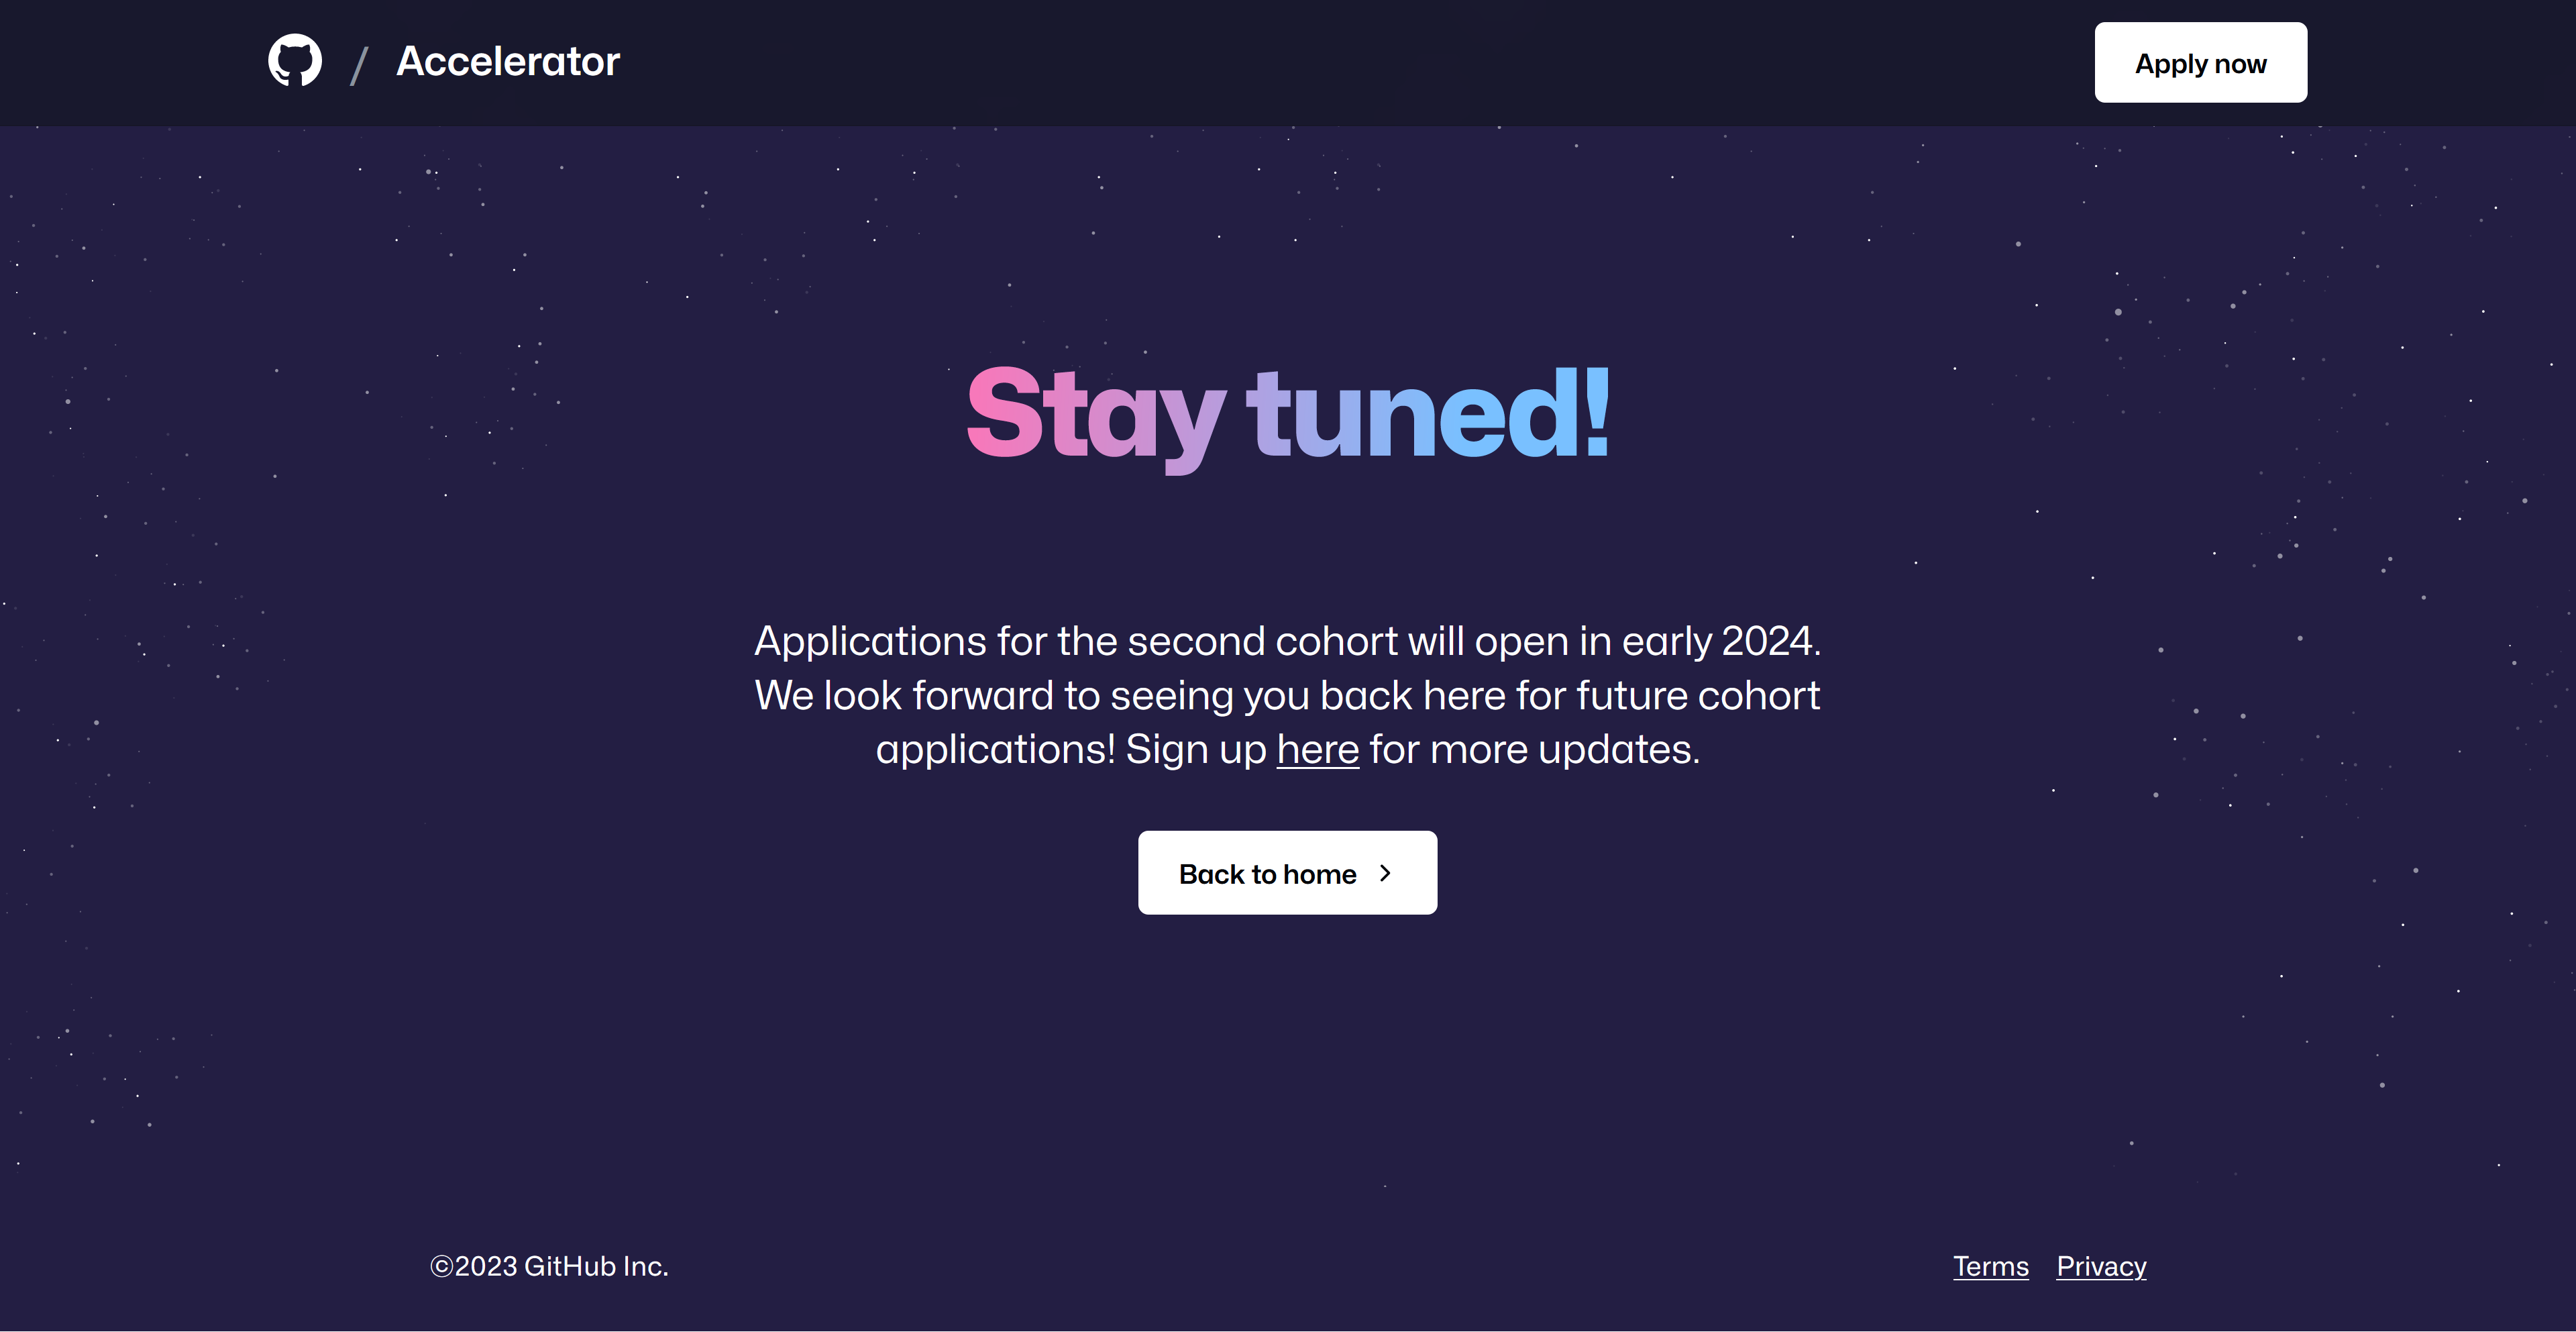 / Accelerator
Apply now
Stay tuned!
Applications for the second cohort will open in early 2024.
We look forward to seeing you back here for future cohort
applications! Sign up here for more updates.
Back to home
©2023 GitHub Inc.
Terms Privacy